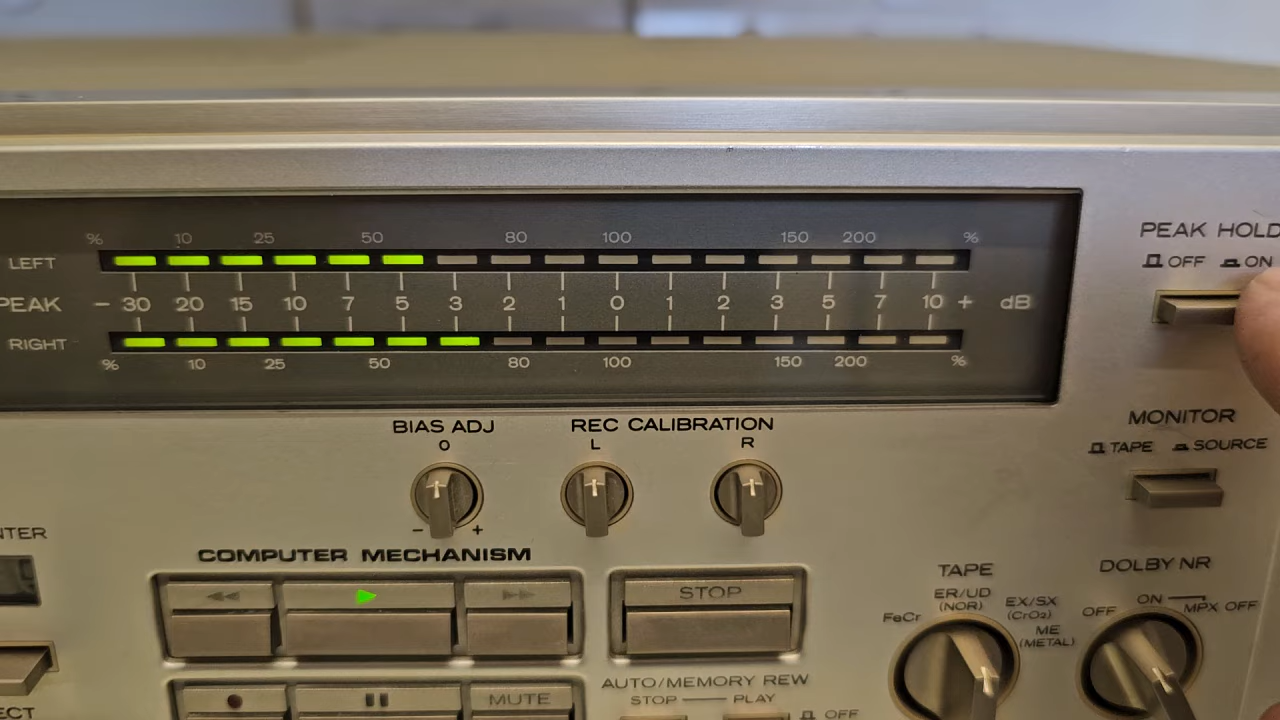 % 10 25 50 80 100 150 200 %
LEFT
PEAK - 30 20 15 10 7 5 3 2 1 0 1 2 3 5 7 10 + dB
RIGHT
% 10 25 50 80 100 150 200 %
PEAK HOLD
OFF ON
BIAS ADJ
0
- +
REC CALIBRATION
L R
MONITOR
TAPE SOURCE
NTER
COMPUTER MECHANISM
STOP
TAPE
FeCr
ER/UD
(NOR)
EX/SX
(CrO2)
ME
(METAL)
DOLBY NR
OFF ON MPX OFF
MUTE
AUTO/MEMORY REW
STOP PLAY
OFF
ECT